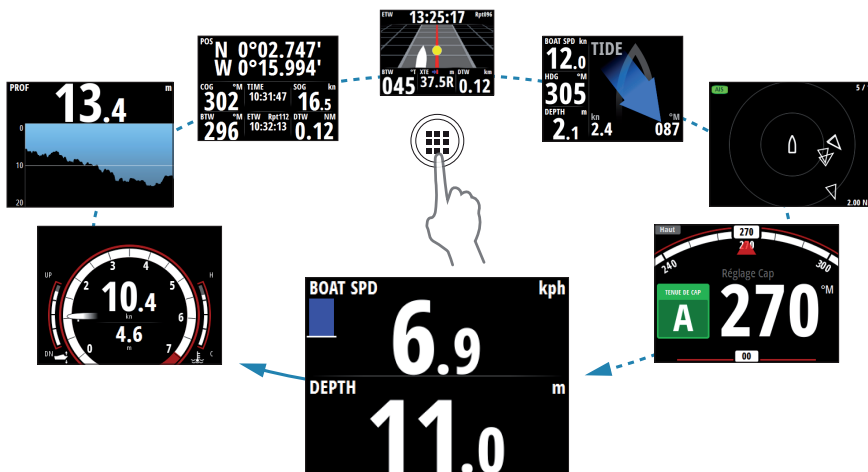 ETW 13:25:17 Rpt896
BTW °T XTE m DTW km
045 37.5R 0.12
POS
N 0°02.747'
W 0°15.994'
COG °M TIME SOG kn
302 10:31:47 16.5
BTW °M ETW Rpt112 DTW NM
296 10:32:13 0.12
BOAT SPD kn
12.0
TIDE
HDG °M
305
DEPTH m
2.1
kn
2.4
°M
087
PROF m
13.4
0
10
20
AIS
5 /
2.00 N
UP
DN
H
C
0
2
3
4
5
6
7
10.4
kn
4.6
m
Haut
270
240
300
Réglage Cap
TENUE DE CAP
A
270 °M
00
BOAT SPD kph
6.9
DEPTH m
11.0